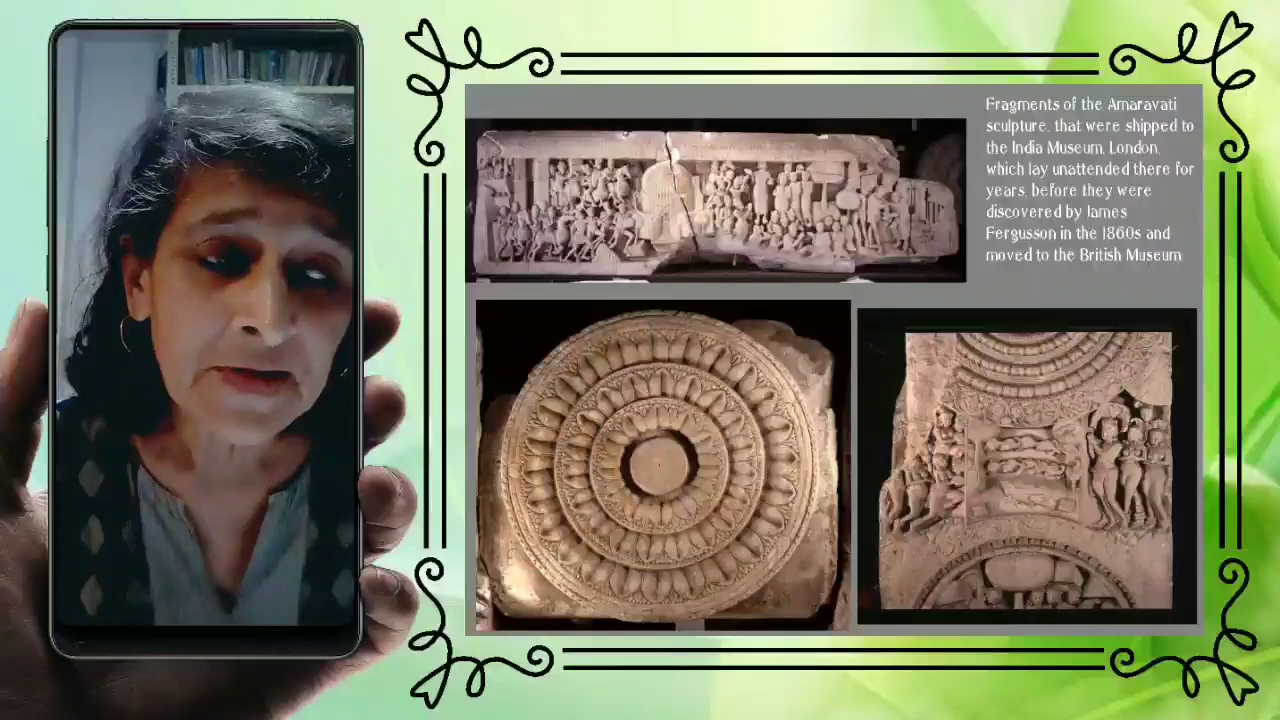 Fragments of the Amaravati
sculpture, that were shipped to
the India Museum, London,
which lay unattended there for
years, before they were
discovered by James
Fergusson in the 1860s and
moved to the British Museum